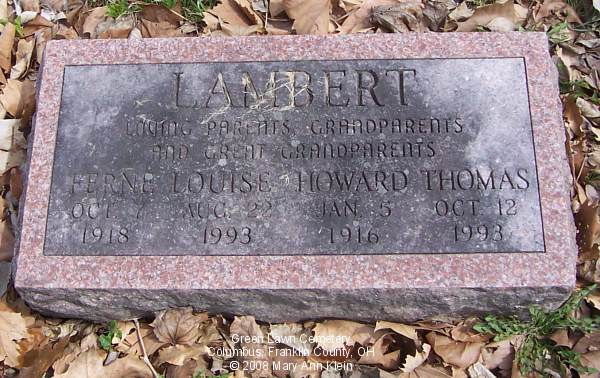 LAMBERT
LOVING PARENTS, GRANDPARENTS
AND GREAT GRANDPARENTS
FERNE LOUISE HOWARD THOMAS
OCT. 7 AUG. 22 JAN. 5 OCT. 12
1918 1993 1916 1993
Green Lawn Cemetery
Columbus, Franklin County, OH
© 2008 Mary Ann Klein